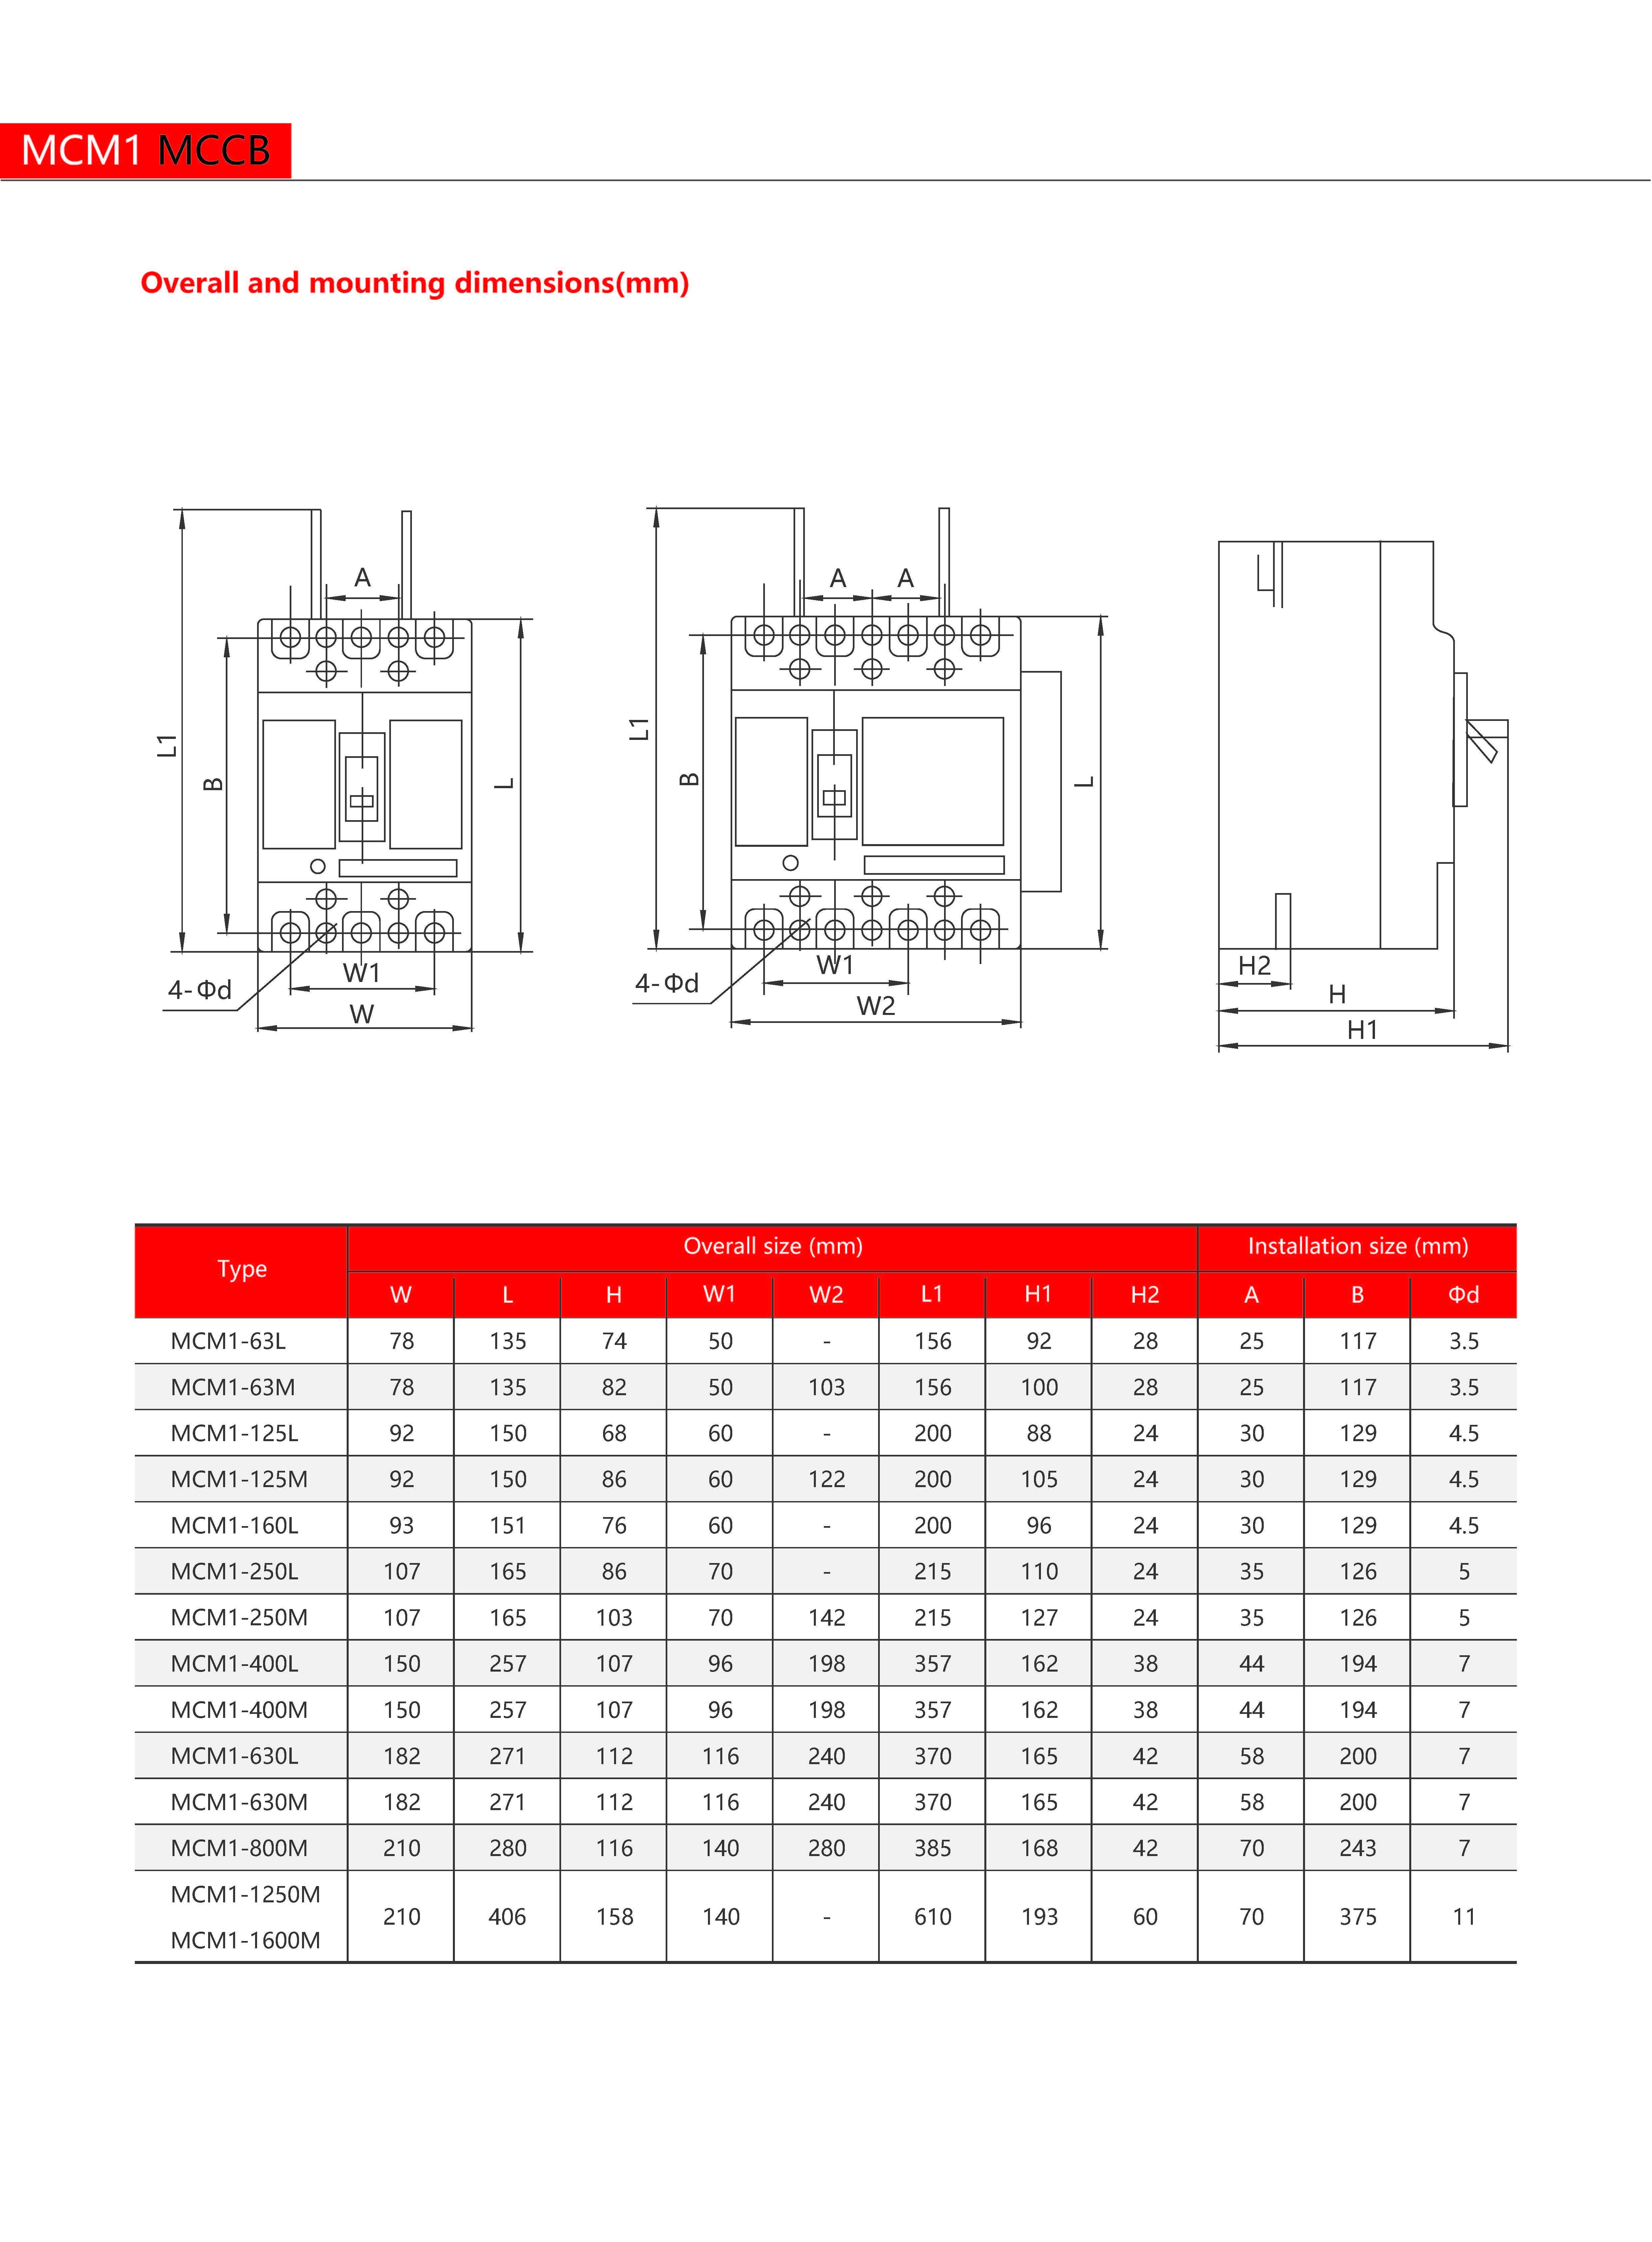 MCM1 MCCB
Overall and mounting dimensions(mm)
L1 B A L 4-Φd W1 W
L1 B A A L 4-Φd W1 W2
H2 H H1
Type Overall size (mm) Installation size (mm)
W L H W1 W2 L1 H1 H2 A B Φd
MCM1-63L 78 135 74 50 - 156 92 28 25 117 3.5
MCM1-63M 78 135 82 50 103 156 100 28 25 117 3.5
MCM1-125L 92 150 68 60 - 200 88 24 30 129 4.5
MCM1-125M 92 150 86 60 122 200 105 24 30 129 4.5
MCM1-160L 93 151 76 60 - 200 96 24 30 129 4.5
MCM1-250L 107 165 86 70 - 215 110 24 35 126 5
MCM1-250M 107 165 103 70 142 215 127 24 35 126 5
MCM1-400L 150 257 107 96 198 357 162 38 44 194 7
MCM1-400M 150 257 107 96 198 357 162 38 44 194 7
MCM1-630L 182 271 112 116 240 370 165 42 58 200 7
MCM1-630M 182 271 112 116 240 370 165 42 58 200 7
MCM1-800M 210 280 116 140 280 385 168 42 70 243 7
MCM1-1250M
210 406 158 140 - 610 193 60 70 375 11
MCM1-1600M